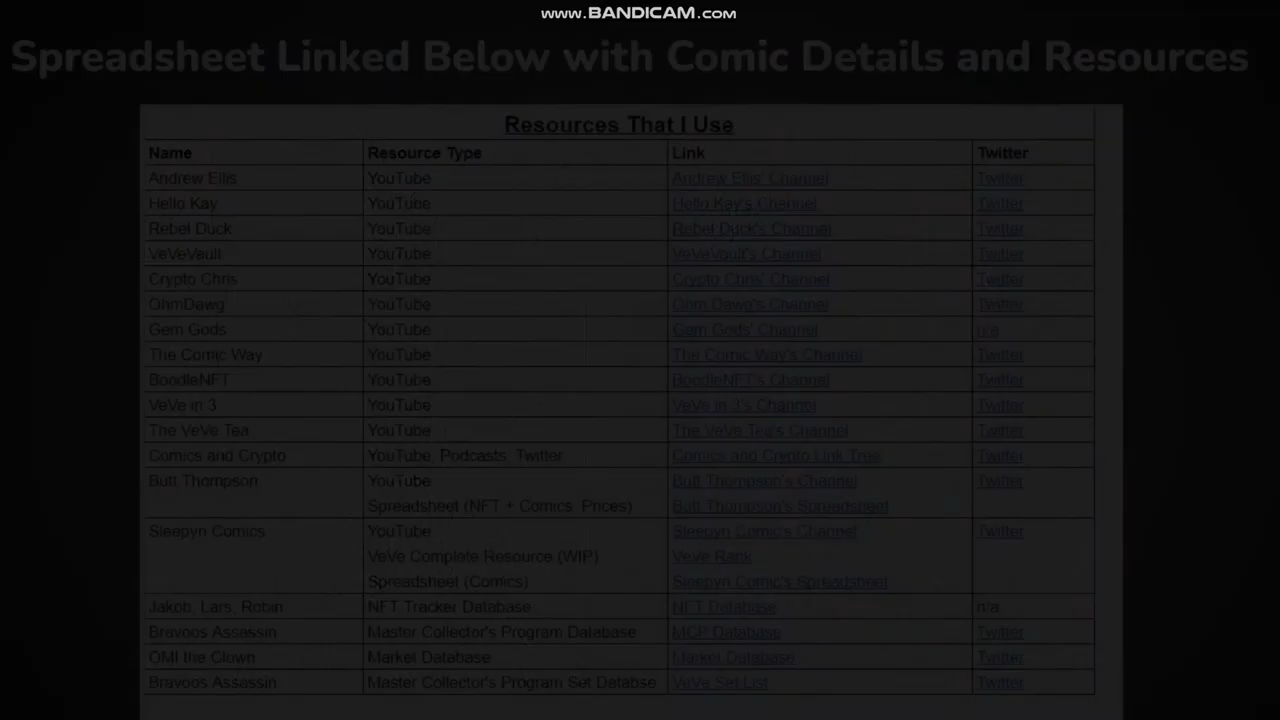 www.BANDICAM.com
Spreadsheet Linked Below with Comic Details and Resources
Resources That I Use
Name Resource Type Link Twitter
Andrew Ellis YouTube Andrew Ellis' Channel Twitter
Hello Kay YouTube Hello Kay's Channel Twitter
Rebel Duck YouTube Rebel Duck's Channel Twitter
VeVeVault YouTube VeVeVault's Channel Twitter
Crypto Chris YouTube Crypto Chris' Channel Twitter
OhmDawg YouTube Ohm Dawg's Channel Twitter
Gem Gods YouTube Gem Gods' Channel n/a
The Comic Way YouTube The Comic Way's Channel Twitter
BoodleNFT YouTube BoodleNFT's Channel Twitter
VeVe in 3 YouTube VeVe in 3's Channel Twitter
The VeVe Tea YouTube The VeVe Tea's Channel Twitter
Comics and Crypto YouTube, Podcasts, Twitter Comics and Crypto Link Tree Twitter
Butt Thompson YouTube Butt Thompson's Channel Twitter
Spreadsheet (NFT + Comics, Prices) Butt Thompson's Spreadsheet
Sleepyn Comics YouTube Sleepyn Comic's Channel Twitter
VeVe Complete Resource (WIP) VeVe Rank
Spreadsheet (Comics) Sleepyn Comic's Spreadsheet
Jakob, Lars, Robin NFT Tracker Database NFT Database n/a
Bravoos Assassin Master Collector's Program Database MCP Database Twitter
OMI the Clown Market Database Market Database Twitter
Bravoos Assassin Master Collector's Program Set Databse VeVe Set List Twitter